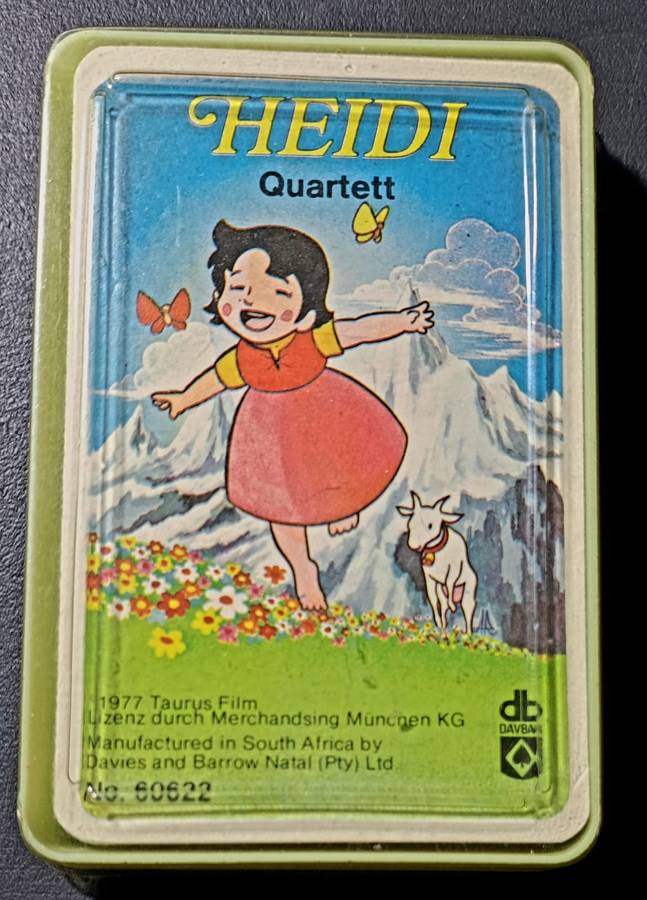 HEIDI
Quartett
1977 Taurus Film
Lizenz durch Merchandsing München KG
Manufactured in South Africa by
Davies and Barrow Natal (Pty) Ltd
No. 60622
db
DAVBAR